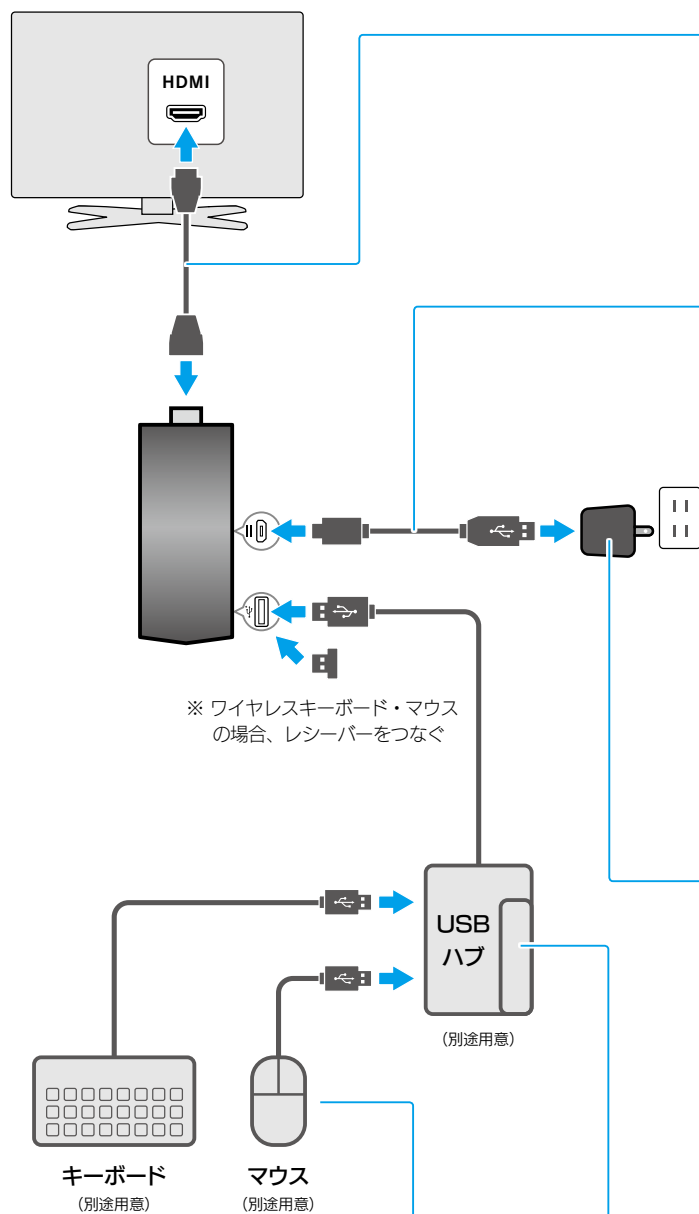 HDMI
※ ワイヤレスキーボード・マウス
の場合、レシーバーをつなぐ
USB
ハブ
(別途用意)
キーボード
(別途用意)
マウス
(別途用意)